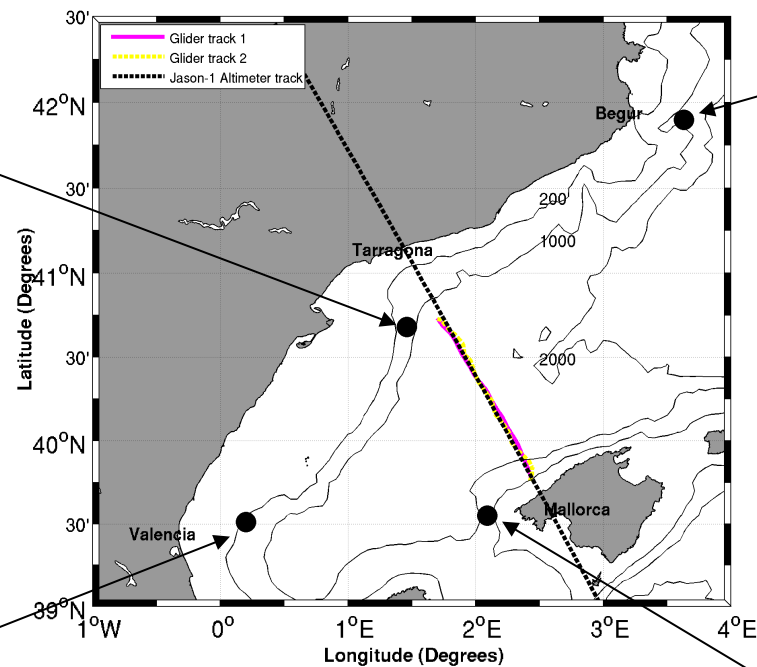 30'
Glider track 1
Glider track 2
Jason-1 Altimeter track
42°N
Begur
30'
200
1000
Tarragona
41°N
30'
2000
40°N
Mallorca
30'
Valencia
39°N
1°W
0°
1°E
2°E
3°E
4°E
Latitude (Degrees)
Longitude (Degrees)